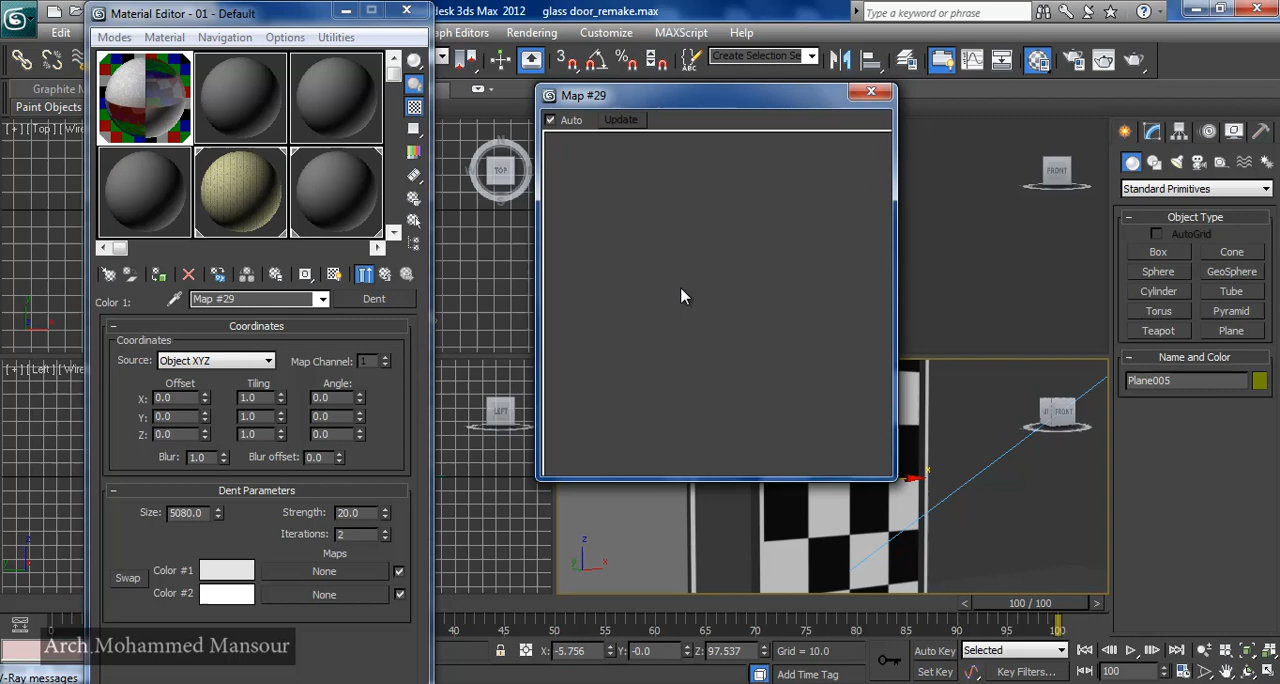 Material Editor - 01 - Default
Modes Material Navigation Options Utilities
desk 3ds Max 2012 glass door_remake.max
Type a keyword or phrase
Edit
ph Editors Rendering Customize MAXScript Help
Create Selection Se
Graphite M
Paint Objects
[+] [Top] [Wire
TOP
FRONT
Map #29
Auto Update
Standard Primitives
Object Type
AutoGrid
Box Cone
Sphere GeoSphere
Cylinder Tube
Torus Pyramid
Teapot Plane
Name and Color
Plane005
Color 1: Map #29 Dent
Coordinates
Coordinates
Source: Object XYZ Map Channel: 1
Offset Tiling Angle:
X: 0.0 1.0 0.0
Y: 0.0 1.0 0.0
Z: 0.0 1.0 0.0
Blur: 1.0 Blur offset: 0.0
[+] [Left] [Wire
LEFT
FRONT
Dent Parameters
Size: 5080.0 Strength: 20.0
Iterations: 2
Maps
Swap
Color #1 None
Color #2 None
z
x
100 / 100
0 40 45 50 55 60 65 70 75 80 85 90 95 100
Arch.Mohammed Mansour
X: -5.756 Y: -0.0 Z: 97.537 Grid = 10.0
Auto Key Selected
Add Time Tag
Set Key Key Filters... 100
V-Ray messages